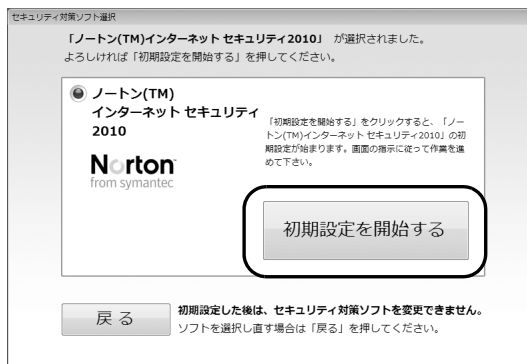 セキュリティ対策ソフト選択
「ノートン(TM)インターネット セキュリティ2010」 が選択されました。
よろしければ「初期設定を開始する」を押してください。
ノートン(TM)
インターネット セキュリティ
2010
「初期設定を開始する」をクリックすると、「ノー
トン(TM)インターネット セキュリティ2010」の初
期設定が始まります。画面の指示に従って作業を進
めて下さい。
Norton
from symantec
初期設定を開始する
戻 る
初期設定した後は、セキュリティ対策ソフトを変更できません。
ソフトを選択し直す場合は「戻る」を押してください。